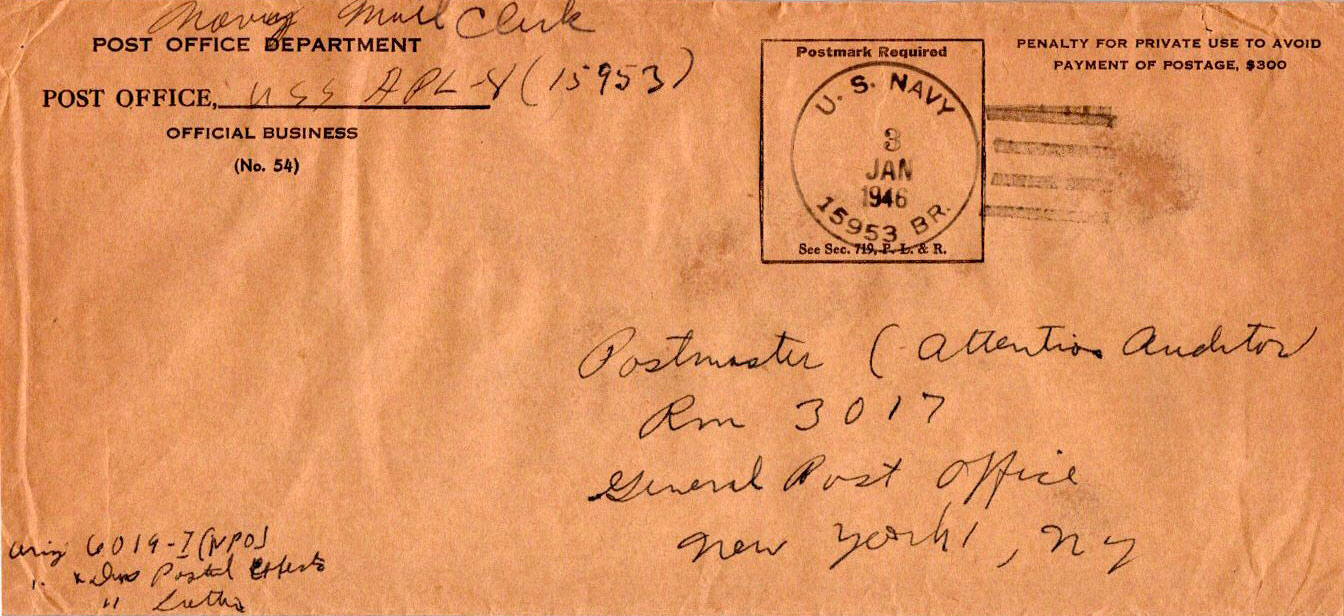 Navy Mail Clerk
POST OFFICE DEPARTMENT
POST OFFICE, USS APL-8 (15953)
OFFICIAL BUSINESS
(No. 54)
Postmark Required
U. S. NAVY
3
JAN
1946
15953 BR.
See Sec. 719, P. L. & R.
PENALTY FOR PRIVATE USE TO AVOID
PAYMENT OF POSTAGE, $300
Postmaster (Attention Auditor
Rm 3017
General Post Office
New York 1, NY
6019-I (NPO)
Postal Effects
"